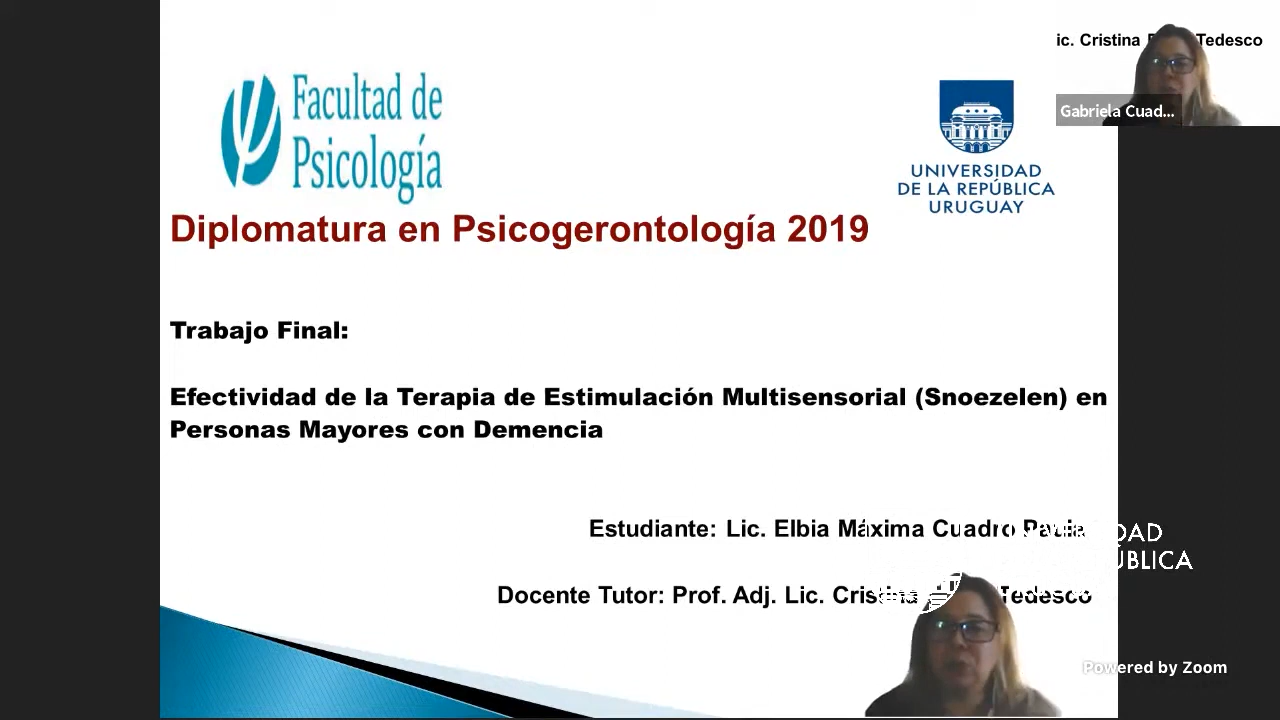 Facultad de
Psicología
UNIVERSIDAD
DE LA REPÚBLICA
URUGUAY
ic. Cristina Tedesco
Gabriela Cuad...
Diplomatura en Psicogerontología 2019
Trabajo Final:
Efectividad de la Terapia de Estimulación Multisensorial (Snoezelen) en
Personas Mayores con Demencia
Estudiante: Lic. Elbia Máxima Cuadro
Docente Tutor: Prof. Adj. Lic. Tedesco
Powered by Zoom